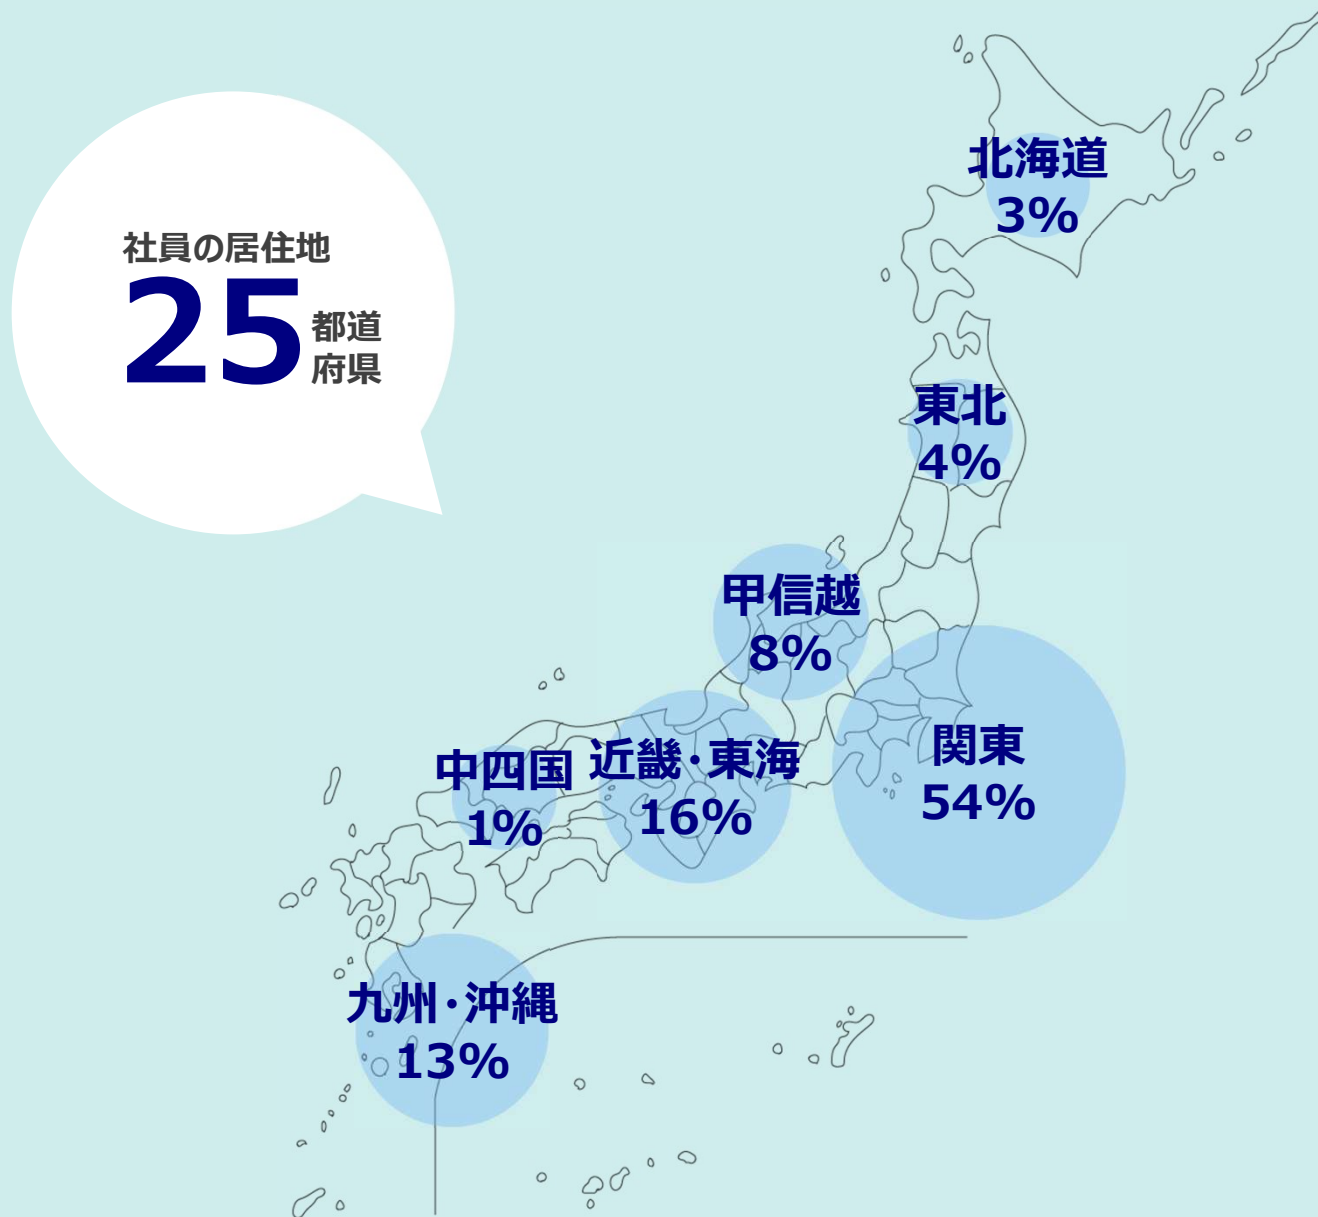 社員の居住地
25
都道
府県
北海道
3%
東北
4%
甲信越
8%
関東
54%
近畿・東海
16%
中四国
1%
九州・沖縄
13%